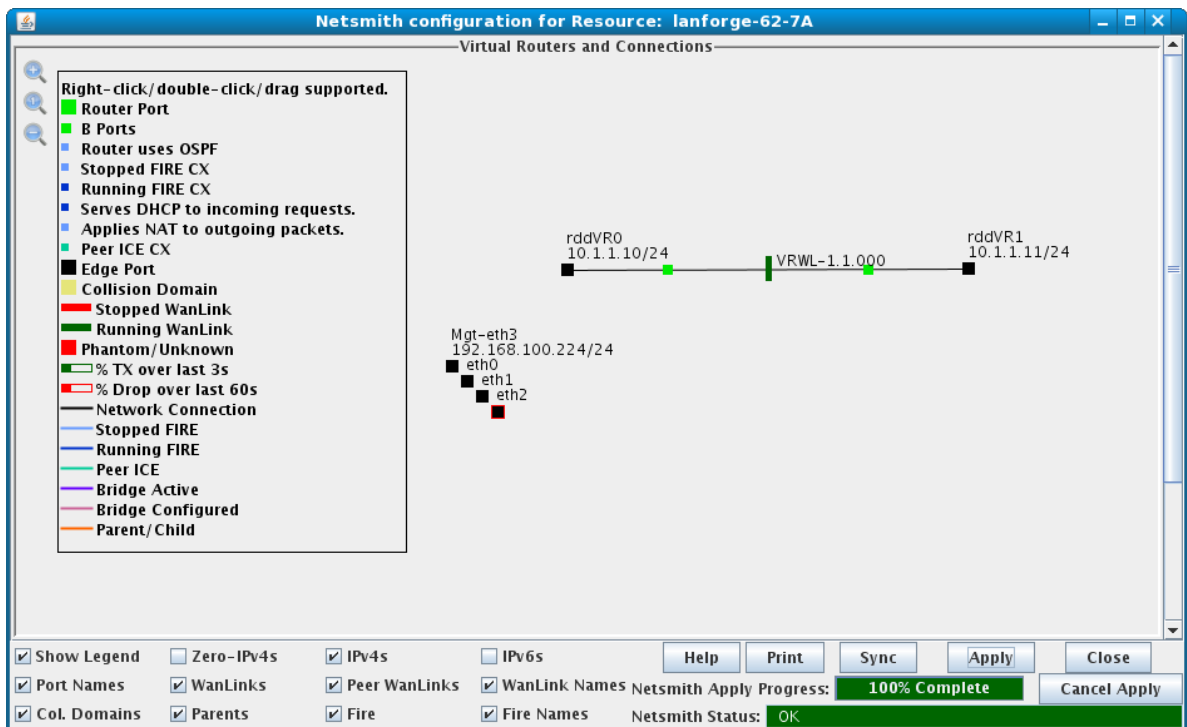 Netsmith configuration for Resource: lanforge-62-7A
Virtual Routers and Connections
Right-click/double-click/drag supported.
Router Port
B Ports
Router uses OSPF
Stopped FIRE CX
Running FIRE CX
Serves DHCP to incoming requests.
Applies NAT to outgoing packets.
Peer ICE CX
Edge Port
Collision Domain
Stopped WanLink
Running WanLink
Phantom/Unknown
% TX over last 3s
% Drop over last 60s
Network Connection
Stopped FIRE
Running FIRE
Peer ICE
Bridge Active
Bridge Configured
Parent/Child
rddVR0
10.1.1.10/24
VRWL-1.1.000
rddVR1
10.1.1.11/24
Mgt-eth3
192.168.100.224/24
eth0
eth1
eth2
Show Legend Zero-IPv4s IPv4s IPv6s Help Print Sync Apply Close
Port Names WanLinks Peer WanLinks WanLink Names Netsmith Apply Progress: 100% Complete Cancel Apply
Col. Domains Parents Fire Fire Names Netsmith Status: OK